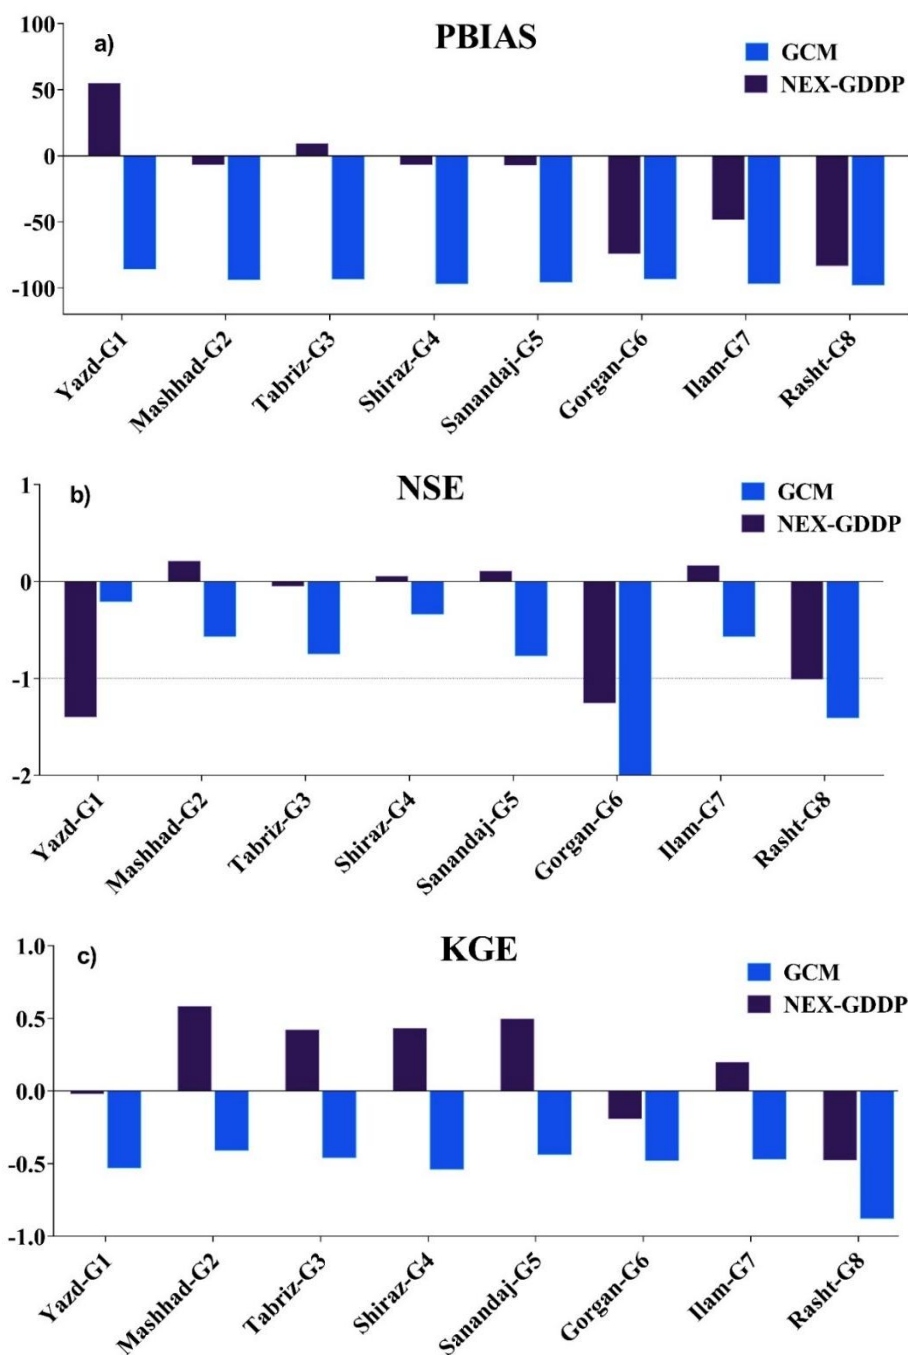 a)
PBIAS
GCM
NEX-GDDP
100
50
0
-50
-100
Yazd-G1
Mashhad-G2
Tabriz-G3
Shiraz-G4
Sanandaj-G5
Gorgan-G6
Ilam-G7
Rasht-G8
b)
NSE
GCM
NEX-GDDP
1
0
-1
-2
Yazd-G1
Mashhad-G2
Tabriz-G3
Shiraz-G4
Sanandaj-G5
Gorgan-G6
Ilam-G7
Rasht-G8
c)
KGE
GCM
NEX-GDDP
1.0
0.5
0.0
-0.5
-1.0
Yazd-G1
Mashhad-G2
Tabriz-G3
Shiraz-G4
Sanandaj-G5
Gorgan-G6
Ilam-G7
Rasht-G8